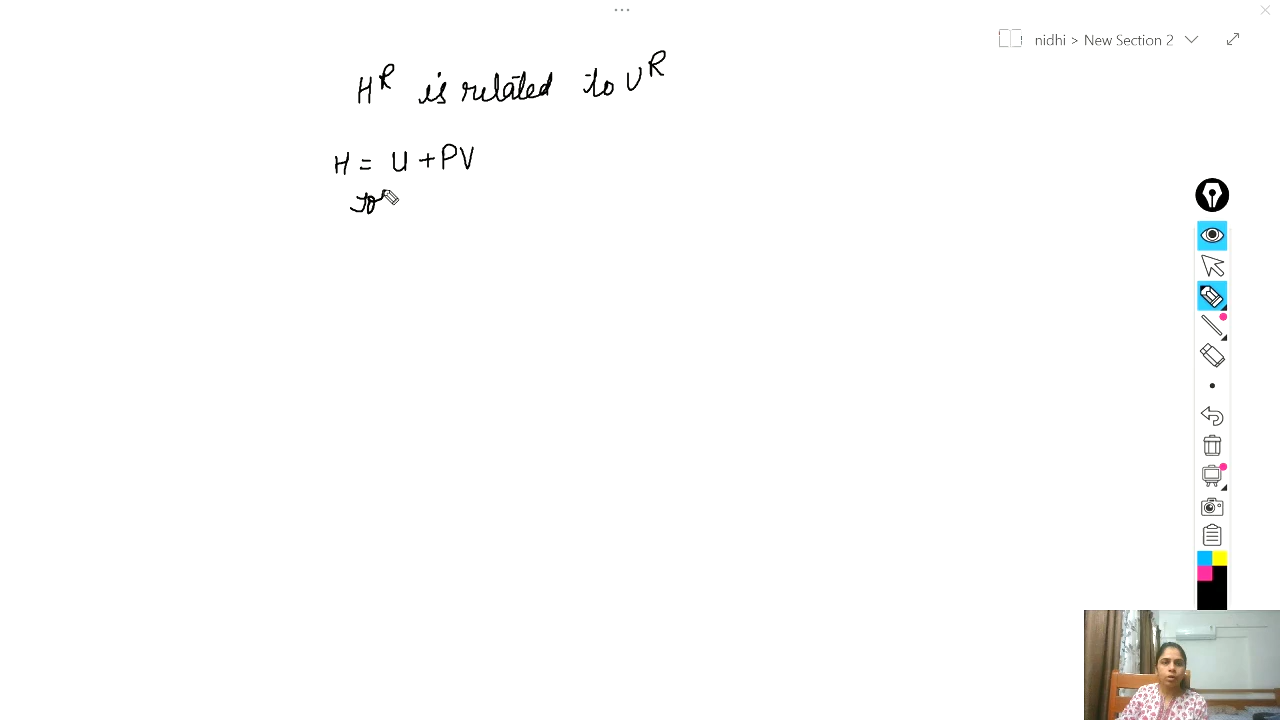 nidhi > New Section 2
H^R is related to U^R
H = U + PV